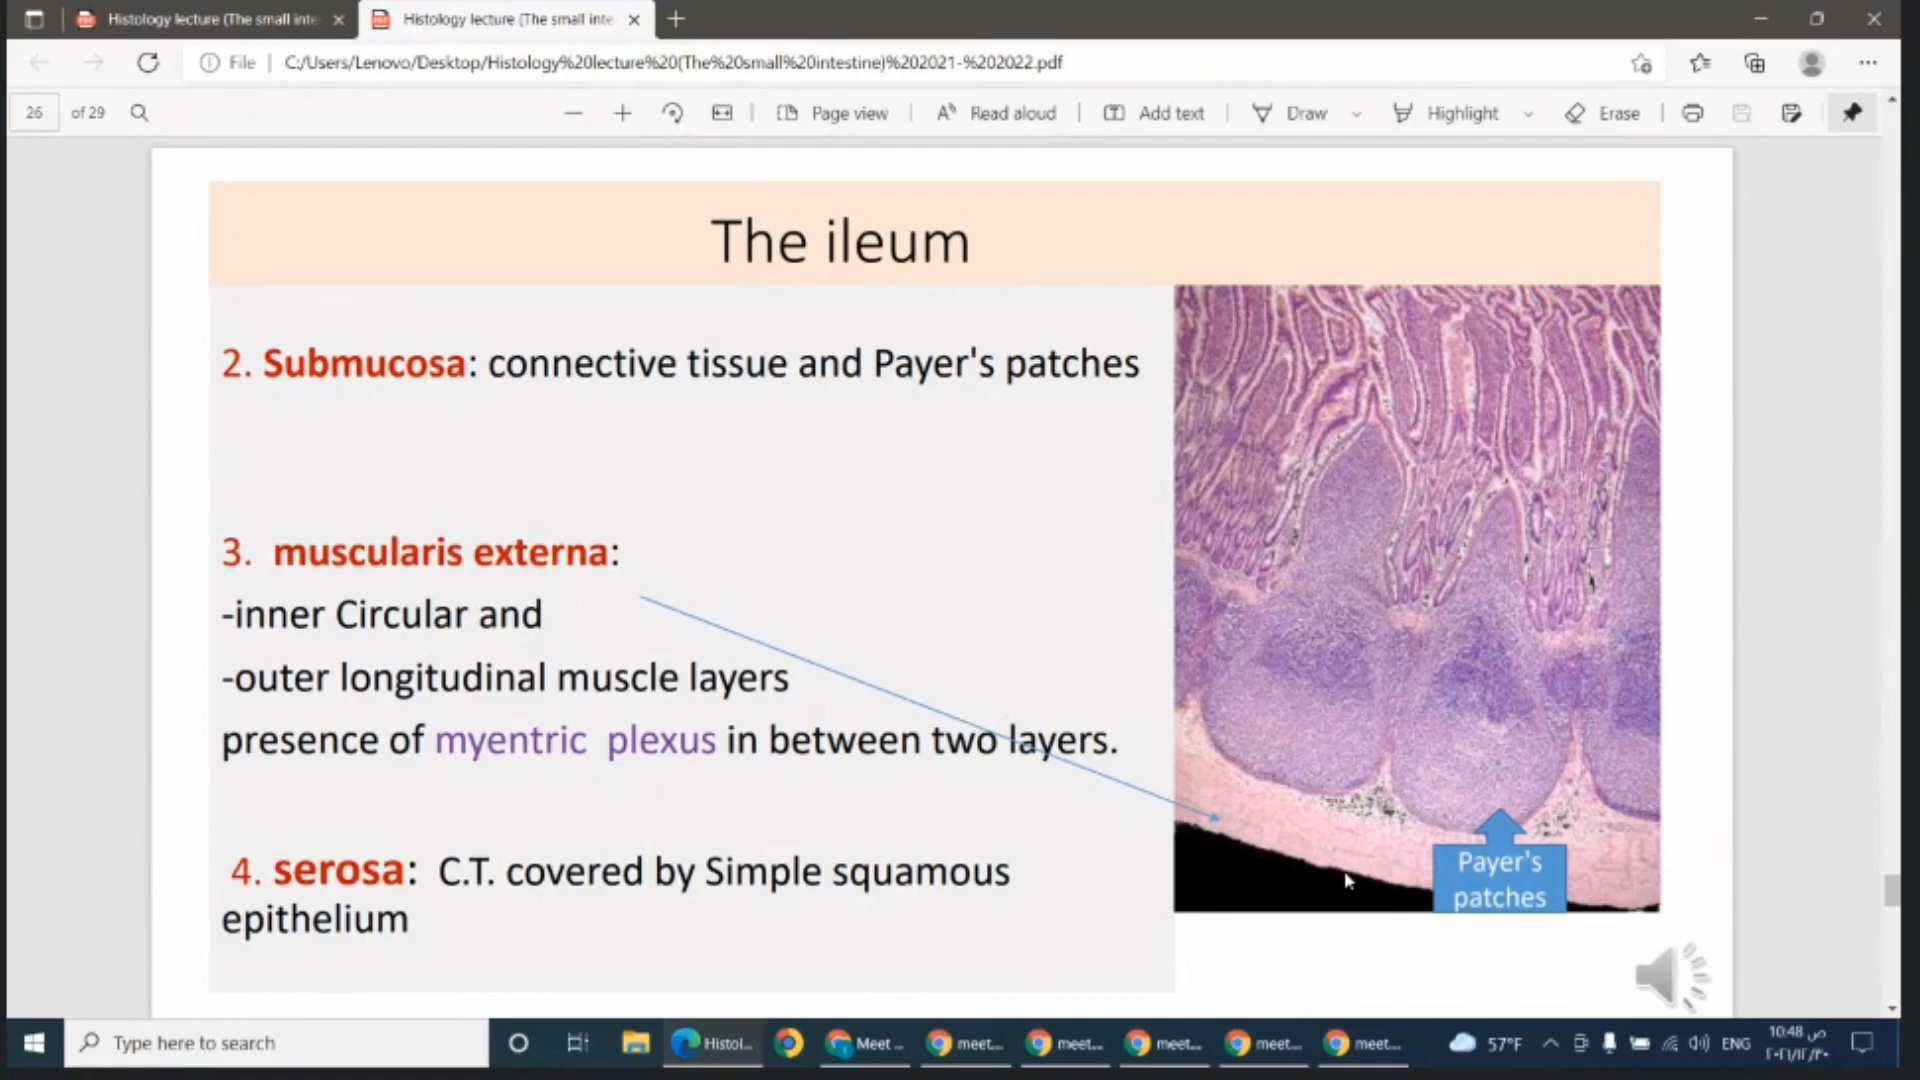 Histology lecture (The small inte
Histology lecture (The small inte
File
C:/Users/Lenovo/Desktop/Histology%20lecture%20(The%20small%20intestine)%202021-%202022.pdf
26 of 29
Page view
Read aloud
Add text
Draw
Highlight
Erase
The ileum
2. Submucosa: connective tissue and Payer's patches
3. muscularis externa:
-inner Circular and
-outer longitudinal muscle layers
presence of myentric plexus in between two layers.
4. serosa: C.T. covered by Simple squamous
epithelium
Payer's
patches
Type here to search
Histol...
Meet ...
meet...
meet...
meet...
meet...
meet...
57°F
ENG
10:48 ص